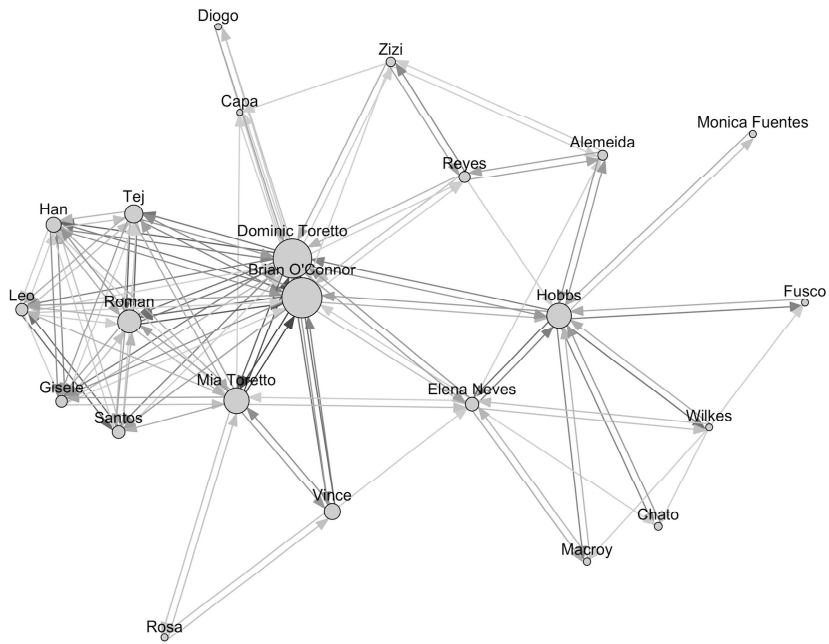 Diogo
Zizi
Capa
Monica Fuentes
Alemeida
Reyes
Tej
Han
Dominic Toretto
Brian O'Connor
Leo
Roman
Hobbs
Fusco
Mia Toretto
Gisele
Elena Neves
Santos
Wilkes
Vince
Chato
Macroy
Rosa